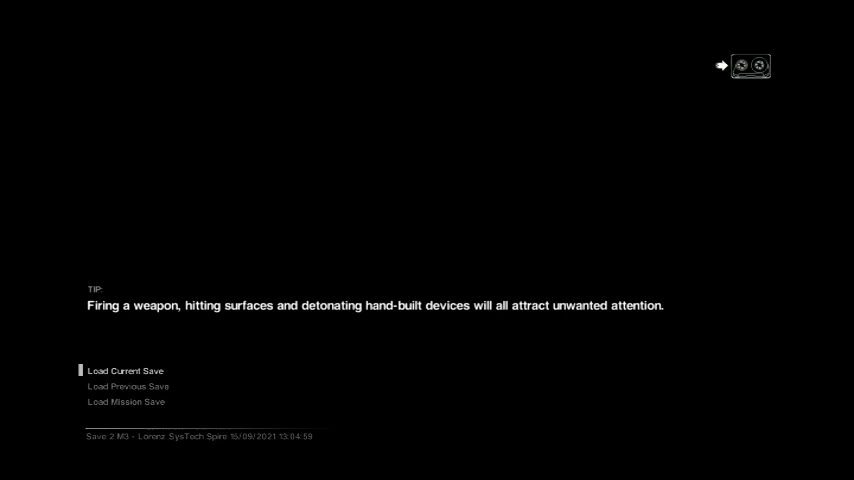 TIP:
Firing a weapon, hitting surfaces and detonating hand-built devices will all attract unwanted attention.
Load Current Save
Load Previous Save
Load Mission Save
Save 2 M3 - Lorenz SysTech Spire 15/09/2021 13:04:59